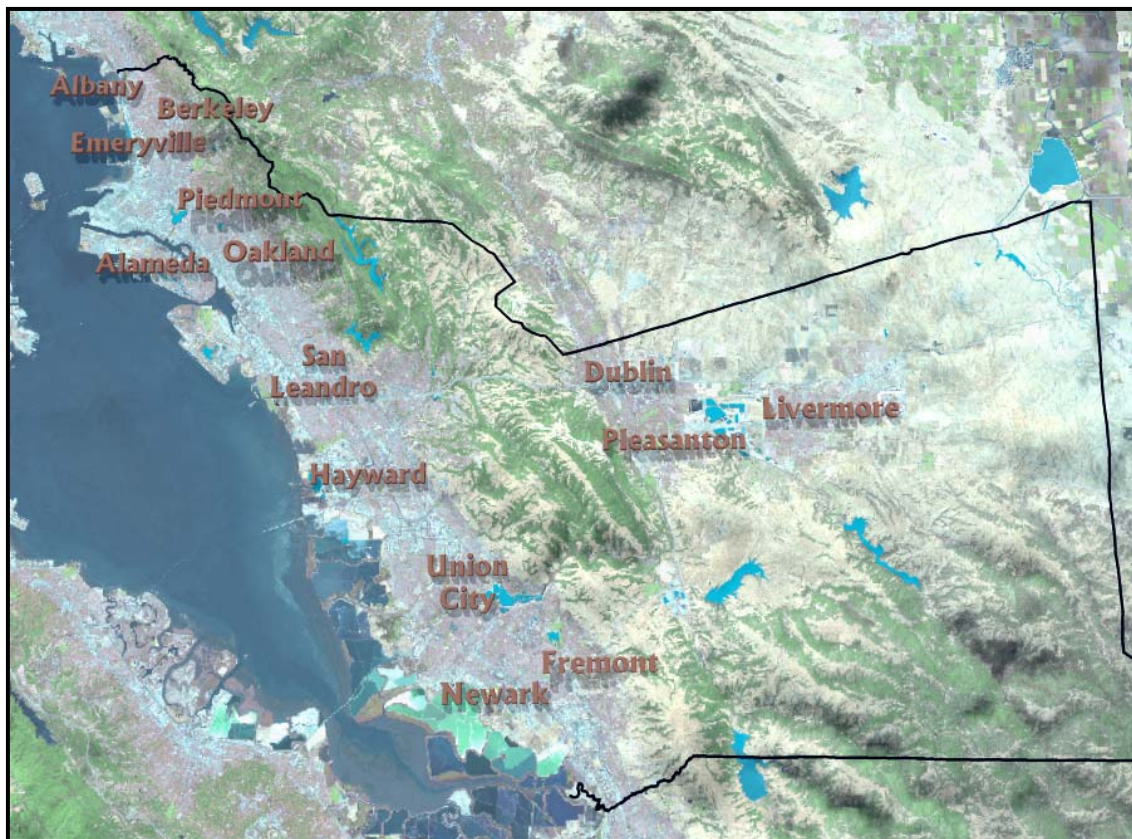 Albany
Berkeley
Emeryville
Piedmont
Oakland
Alameda
San
Leandro
Dublin
Livermore
Pleasanton
Hayward
Union
City
Fremont
Newark